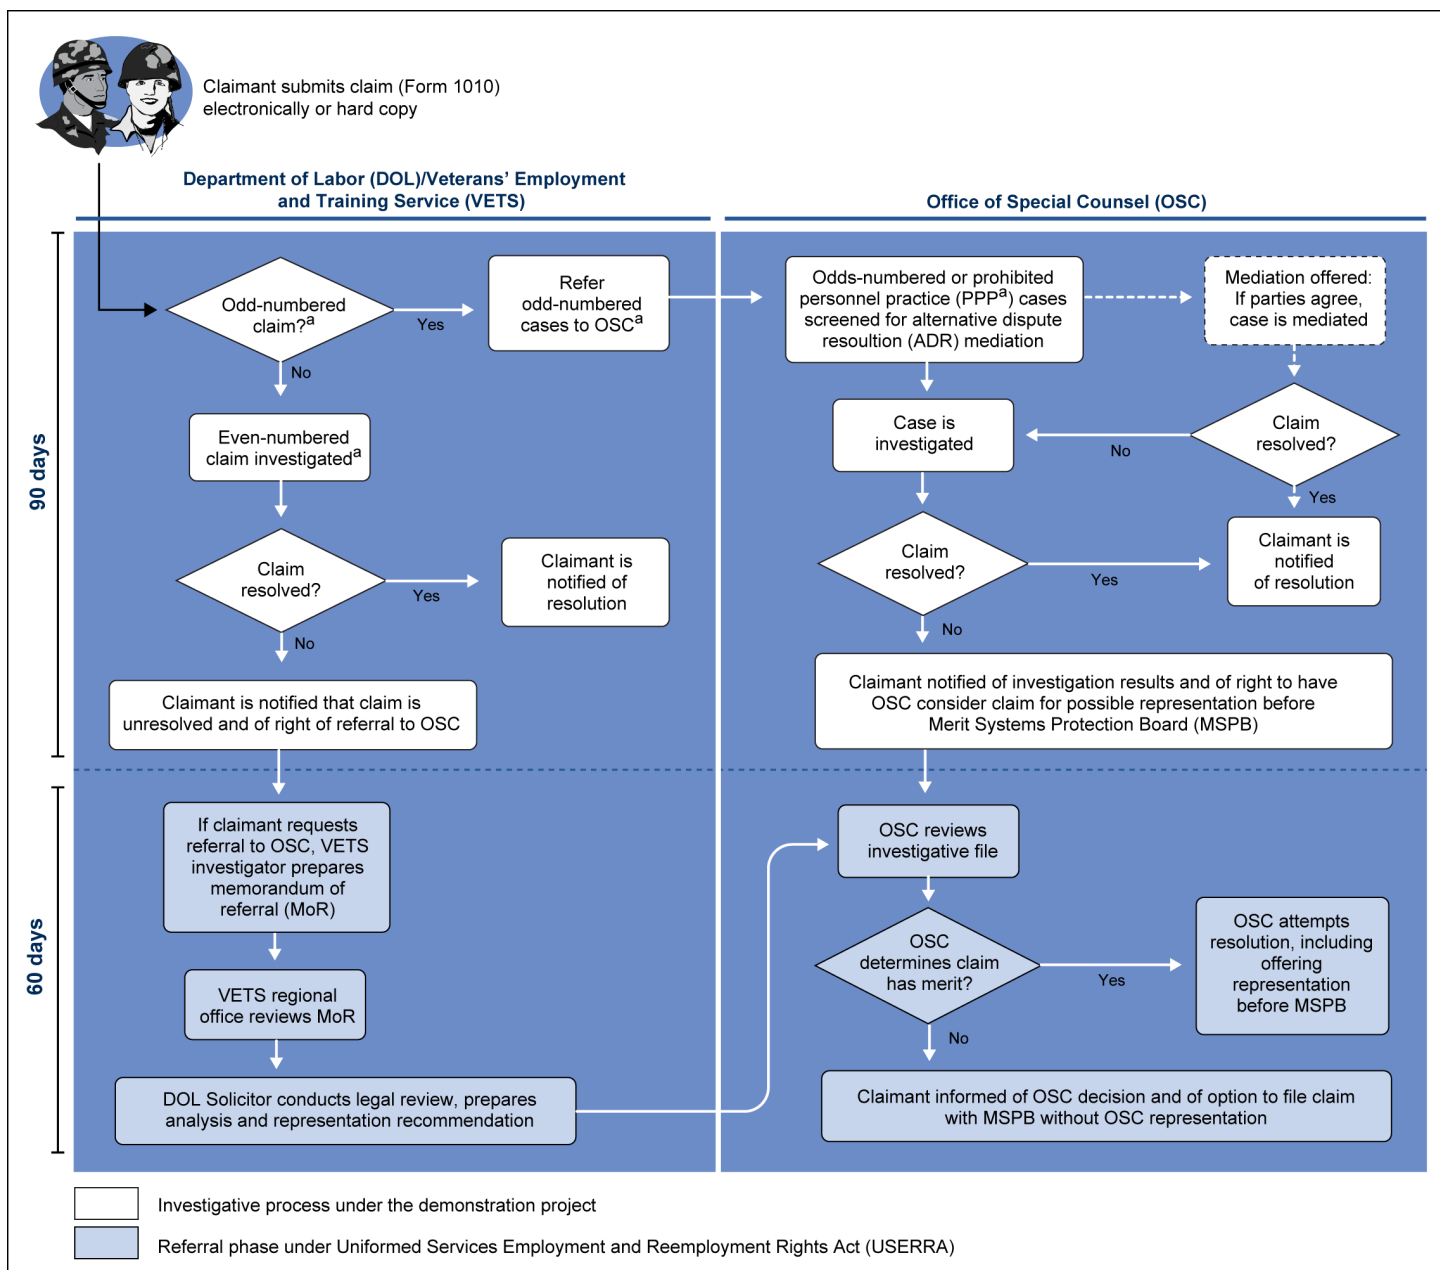 Claimant submits claim (Form 1010)
electronically or hard copy
Department of Labor (DOL)/Veterans' Employment
and Training Service (VETS)
Office of Special Counsel (OSC)
90 days
Odd-numbered
claim?a
Yes
No
Refer
odd-numbered
cases to OSCa
Even-numbered
claim investigateda
Claim
resolved?
Yes
No
Claimant is
notified of
resolution
Claimant is notified that claim is
unresolved and of right of referral to OSC
Odds-numbered or prohibited
personnel practice (PPPa) cases
screened for alternative dispute
resoultion (ADR) mediation
Mediation offered:
If parties agree,
case is mediated
Case is
investigated
No
Claim
resolved?
Yes
Claim
resolved?
Yes
No
Claimant is
notified
of resolution
Claimant notified of investigation results and of right to have
OSC consider claim for possible representation before
Merit Systems Protection Board (MSPB)
60 days
If claimant requests
referral to OSC, VETS
investigator prepares
memorandum of
referral (MoR)
VETS regional
office reviews MoR
DOL Solicitor conducts legal review, prepares
analysis and representation recommendation
OSC reviews
investigative file
OSC
determines claim
has merit?
Yes
No
OSC attempts
resolution, including
offering
representation
before MSPB
Claimant informed of OSC decision and of option to file claim
with MSPB without OSC representation
Investigative process under the demonstration project
Referral phase under Uniformed Services Employment and Reemployment Rights Act (USERRA)